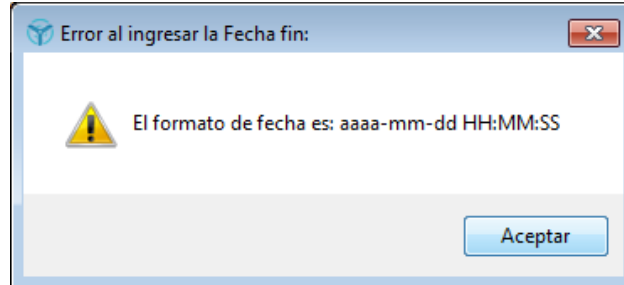 Error al ingresar la Fecha fin:
El formato de fecha es: aaaa-mm-dd HH:MM:SS
Aceptar